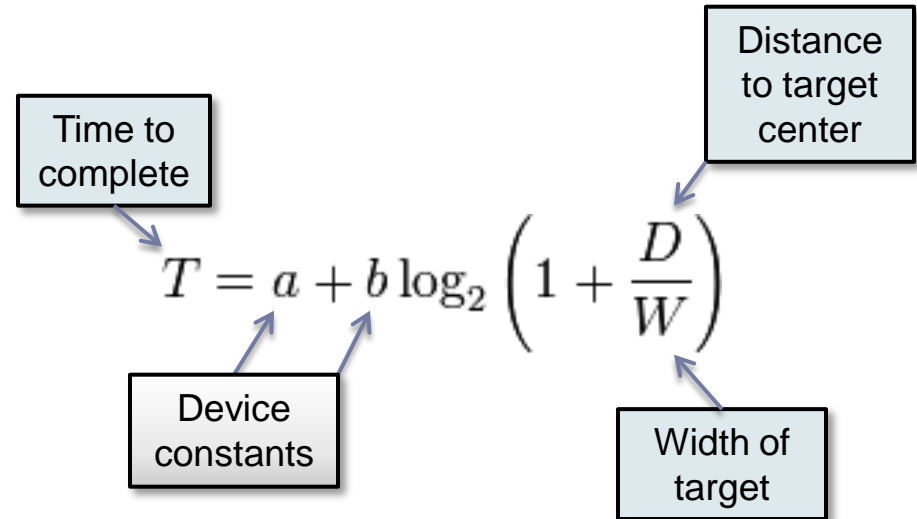 Distance
to target
center
Time to
complete
T = a + b log₂ (1 + D/W)
Device
constants
Width of
target